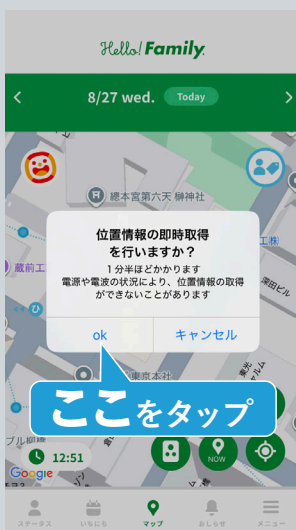 Hello! Family.
8/27 wed. Today
總本宮第六天 榊神社
工㈱
蔵前工
深田ビル
位置情報の即時取得
を行いますか？
1分半ほどかかります
電源や電波の状況により、位置情報の取得
ができないことがあります
ok キャンセル
東京本社
ここをタップ
12:51
NOW
Google
ステータス いちにち マップ おしらせ メニュー